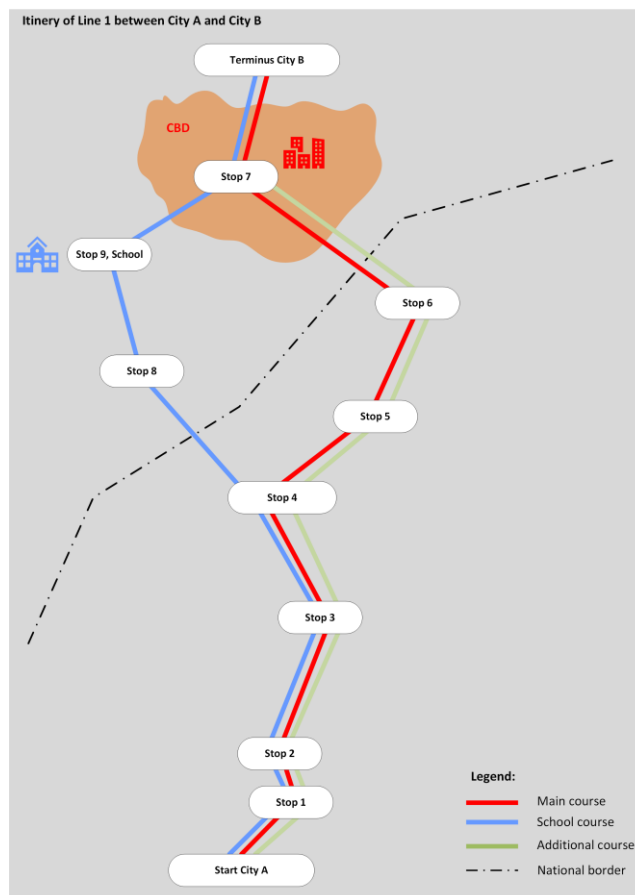 Itinery of Line 1 between City A and City B
Terminus City B
CBD
Stop 7
Stop 9, School
Stop 6
Stop 8
Stop 5
Stop 4
Stop 3
Stop 2
Stop 1
Start City A
Legend:
Main course
School course
Additional course
National border